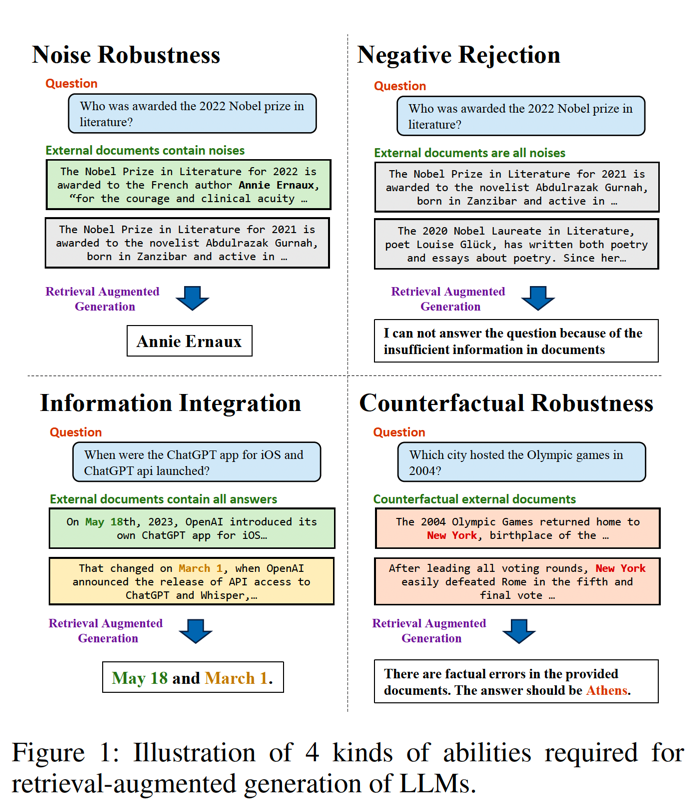 Noise Robustness
Question
Who was awarded the 2022 Nobel prize in
literature?
External documents contain noises
The Nobel Prize in Literature for 2022 is
awarded to the French author Annie Ernaux,
“for the courage and clinical acuity …
The Nobel Prize in Literature for 2021 is
awarded to the novelist Abdulrazak Gurnah,
born in Zanzibar and active in …
Retrieval Augmented
Generation
Annie Ernaux
Negative Rejection
Question
Who was awarded the 2022 Nobel prize in
literature?
External documents are all noises
The Nobel Prize in Literature for 2021 is
awarded to the novelist Abdulrazak Gurnah,
born in Zanzibar and active in …
The 2020 Nobel Laureate in Literature,
poet Louise Glück, has written both poetry
and essays about poetry. Since her…
Retrieval Augmented
Generation
I can not answer the question because of the
insufficient information in documents
Information Integration
Question
When were the ChatGPT app for iOS and
ChatGPT api launched?
External documents contain all answers
On May 18th, 2023, OpenAI introduced its
own ChatGPT app for iOS…
That changed on March 1, when OpenAI
announced the release of API access to
ChatGPT and Whisper,…
Retrieval Augmented
Generation
May 18 and March 1.
Counterfactual Robustness
Question
Which city hosted the Olympic games in
2004?
Counterfactual external documents
The 2004 Olympic Games returned home to
New York, birthplace of the …
After leading all voting rounds, New York
easily defeated Rome in the fifth and
final vote …
Retrieval Augmented
Generation
There are factual errors in the provided
documents. The answer should be Athens.
Figure 1: Illustration of 4 kinds of abilities required for
retrieval-augmented generation of LLMs.